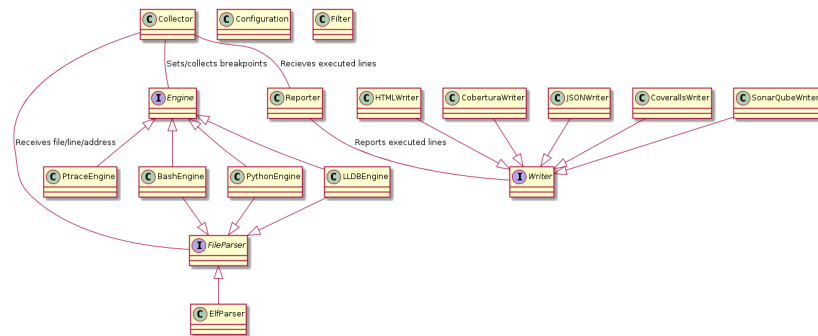 C Collector
C Configuration
C Filter
Sets/collects breakpoints
Recieves executed lines
I Engine
C Reporter
C HTMLWriter
C CoberturaWriter
C JSONWriter
C CoverallsWriter
C SonarQubeWriter
Receives file/line/address
Reports executed lines
C PtraceEngine
C BashEngine
C PythonEngine
C LLDBEngine
I Writer
I FileParser
C ElfParser